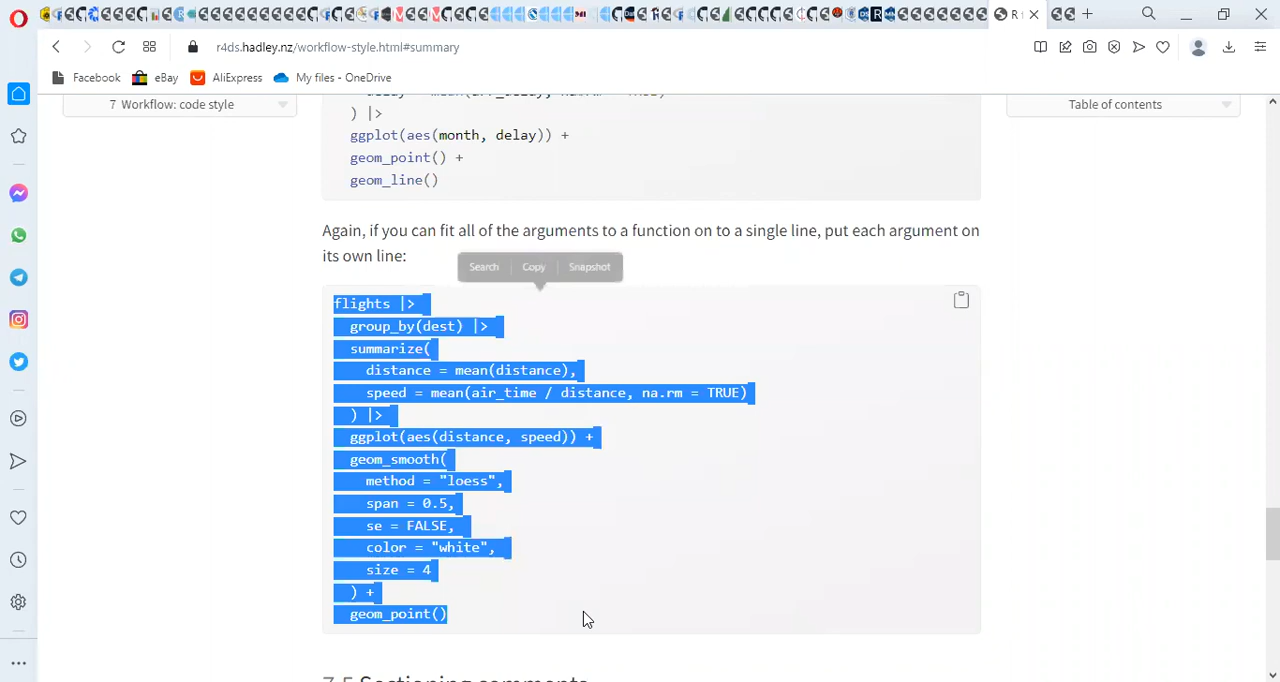 r4ds.hadley.nz/workflow-style.html#summary
Facebook eBay AliExpress My files - OneDrive
7 Workflow: code style
Table of contents
) |>
ggplot(aes(month, delay)) +
geom_point() +
geom_line()
Again, if you can fit all of the arguments to a function on to a single line, put each argument on
its own line:
Search Copy Snapshot
flights |>
group_by(dest) |>
summarize(
distance = mean(distance),
speed = mean(air_time / distance, na.rm = TRUE)
) |>
ggplot(aes(distance, speed)) +
geom_smooth(
method = "loess",
span = 0.5,
se = FALSE,
color = "white",
size = 4
) +
geom_point()
7.5 Sectioning comments